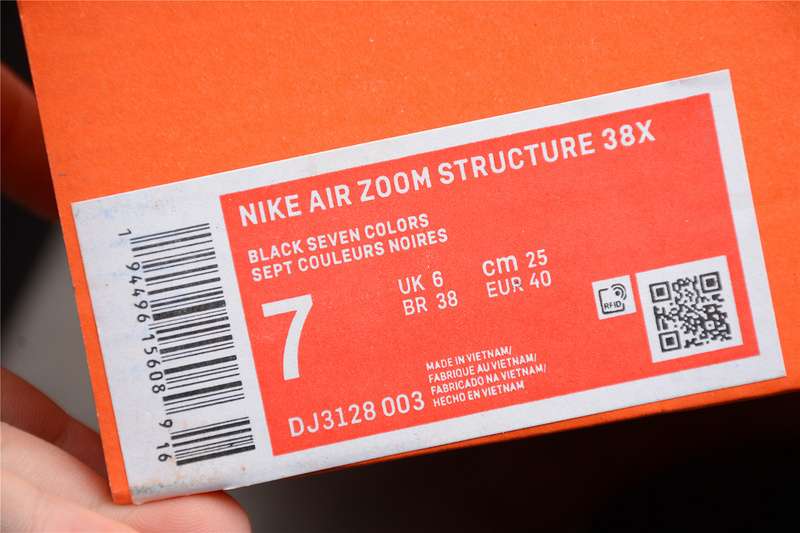 NIKE AIR ZOOM STRUCTURE 38X
BLACK SEVEN COLORS
SEPT COULEURS NOIRES
7
UK 6
BR 38
cm 25
EUR 40
RFID
MADE IN VIETNAM/
FABRIQUE AU VIETNAM/
FABRICADO NA VIETNAM/
HECHO EN VIETNAM
DJ3128 003
1 94496 15608 9 16